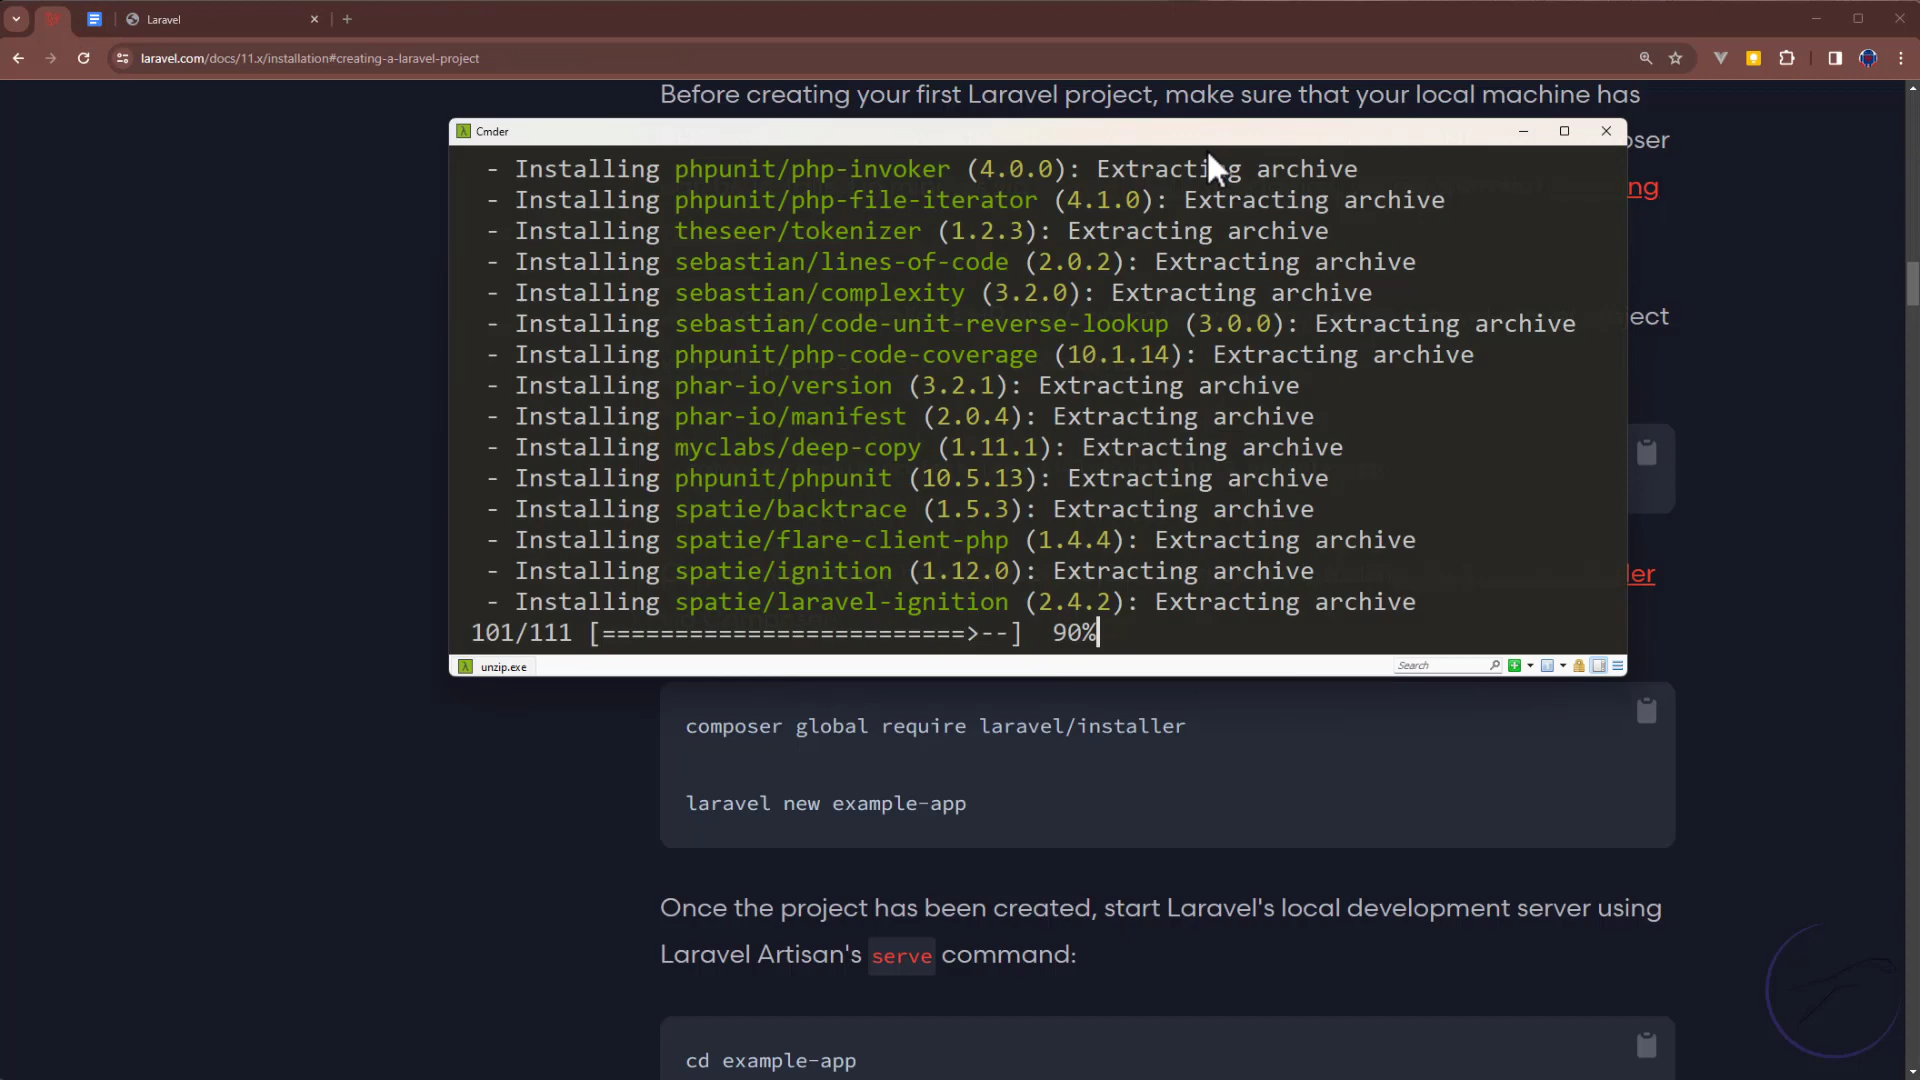 Laravel
laravel.com/docs/11.x/installation#creating-a-laravel-project
Before creating your first Laravel project, make sure that your local machine has
Cmder
- Installing phpunit/php-invoker (4.0.0): Extracting archive
- Installing phpunit/php-file-iterator (4.1.0): Extracting archive
- Installing theseer/tokenizer (1.2.3): Extracting archive
- Installing sebastian/lines-of-code (2.0.2): Extracting archive
- Installing sebastian/complexity (3.2.0): Extracting archive
- Installing sebastian/code-unit-reverse-lookup (3.0.0): Extracting archive
- Installing phpunit/php-code-coverage (10.1.14): Extracting archive
- Installing phar-io/version (3.2.1): Extracting archive
- Installing phar-io/manifest (2.0.4): Extracting archive
- Installing myclabs/deep-copy (1.11.1): Extracting archive
- Installing phpunit/phpunit (10.5.13): Extracting archive
- Installing spatie/backtrace (1.5.3): Extracting archive
- Installing spatie/flare-client-php (1.4.4): Extracting archive
- Installing spatie/ignition (1.12.0): Extracting archive
- Installing spatie/laravel-ignition (2.4.2): Extracting archive
101/111 [=========================>--] 90%
unzip.exe
Search
composer global require laravel/installer
laravel new example-app
Once the project has been created, start Laravel's local development server using
Laravel Artisan's serve command:
cd example-app